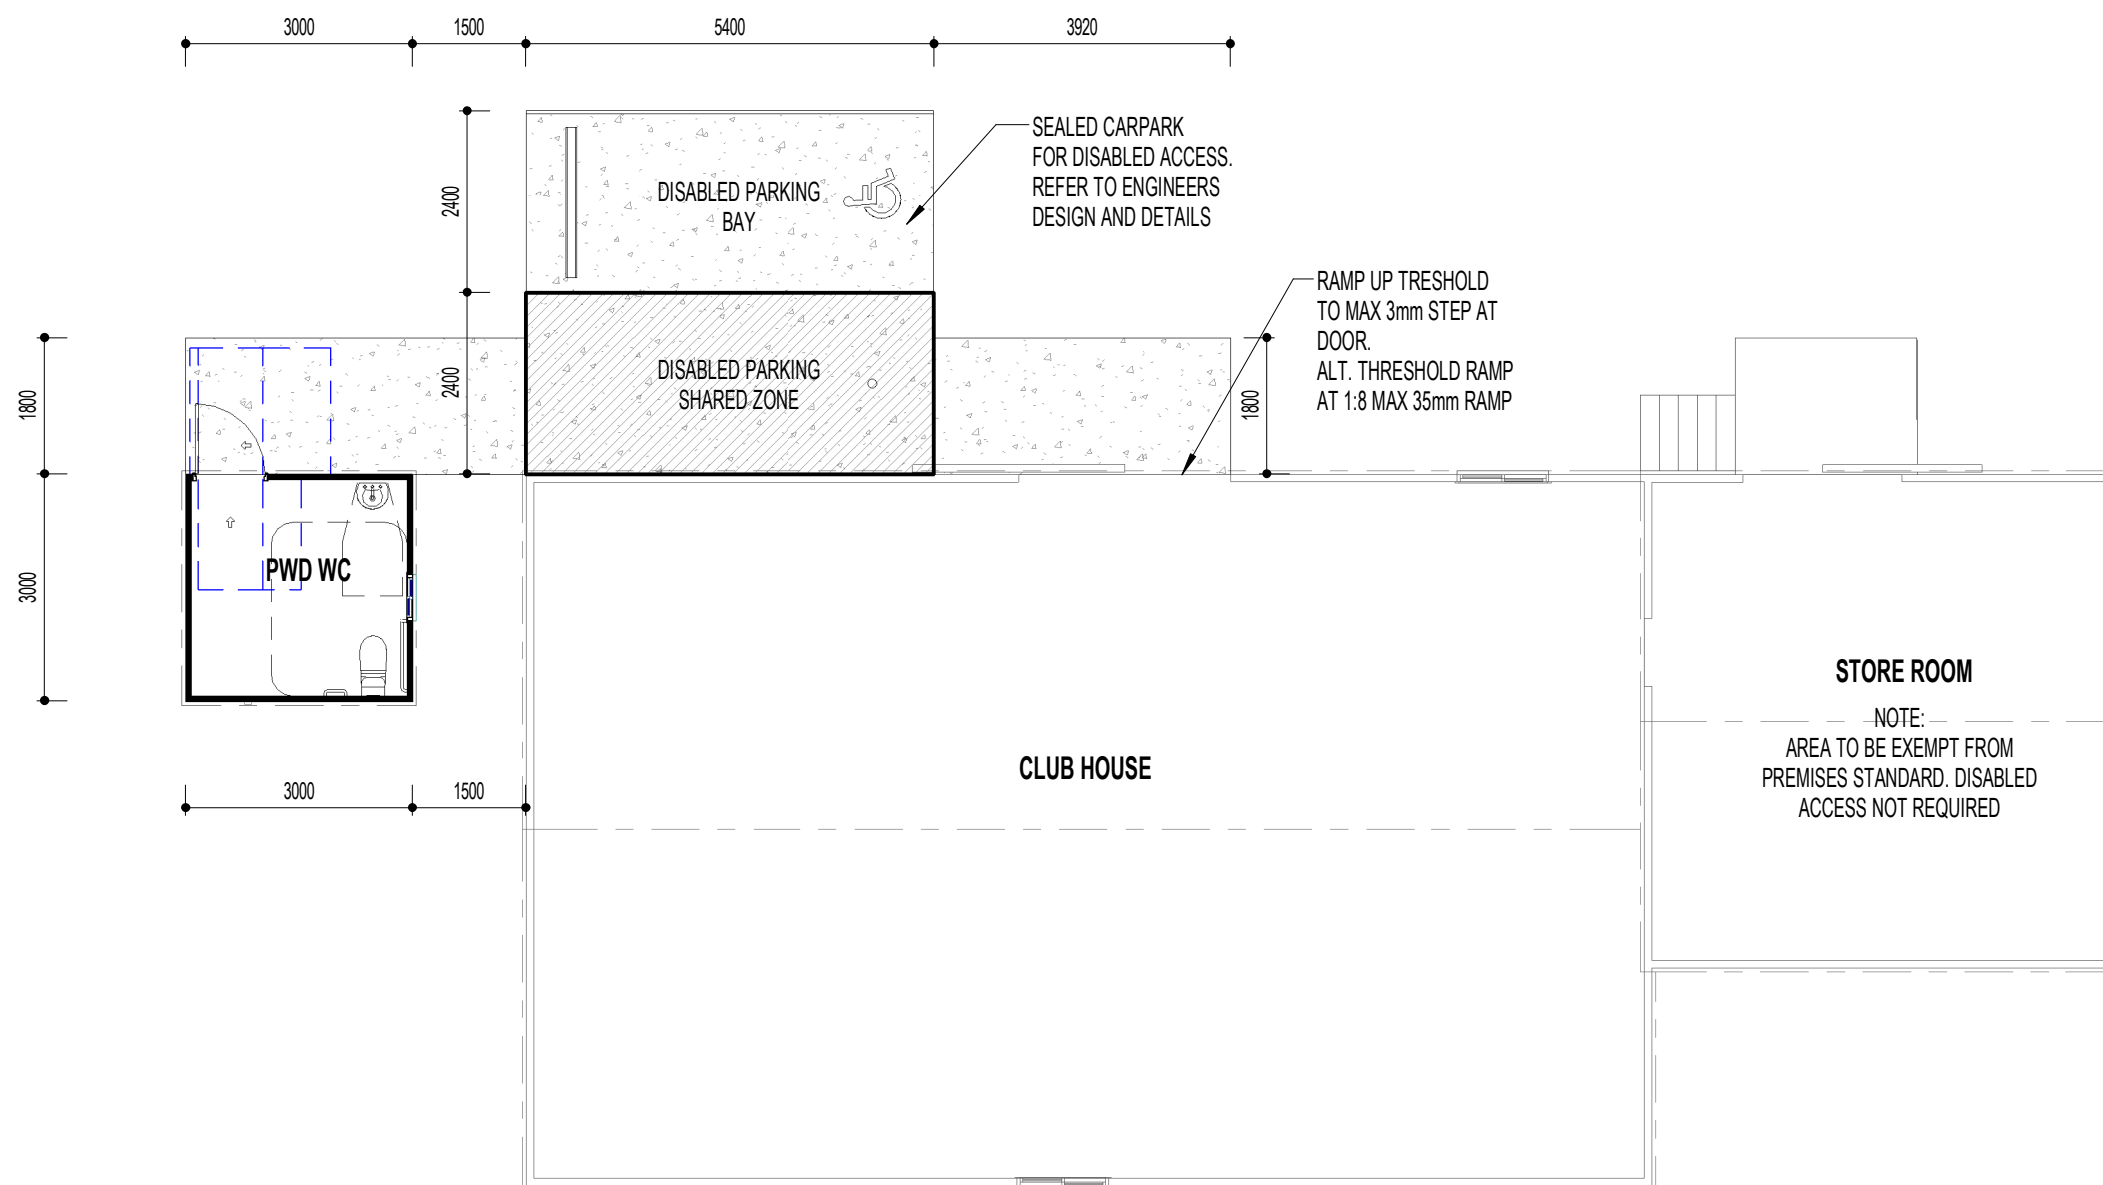 3000
1500
5400
3920
SEALED CARPARK
FOR DISABLED ACCESS.
REFER TO ENGINEERS
DESIGN AND DETAILS
2400
DISABLED PARKING
BAY
RAMP UP TRESHOLD
TO MAX 3mm STEP AT
DOOR.
ALT. THRESHOLD RAMP
AT 1:8 MAX 35mm RAMP
1800
2400
DISABLED PARKING
SHARED ZONE
1800
3000
PWD WC
STORE ROOM
NOTE:
AREA TO BE EXEMPT FROM
PREMISES STANDARD. DISABLED
ACCESS NOT REQUIRED
CLUB HOUSE
3000
1500